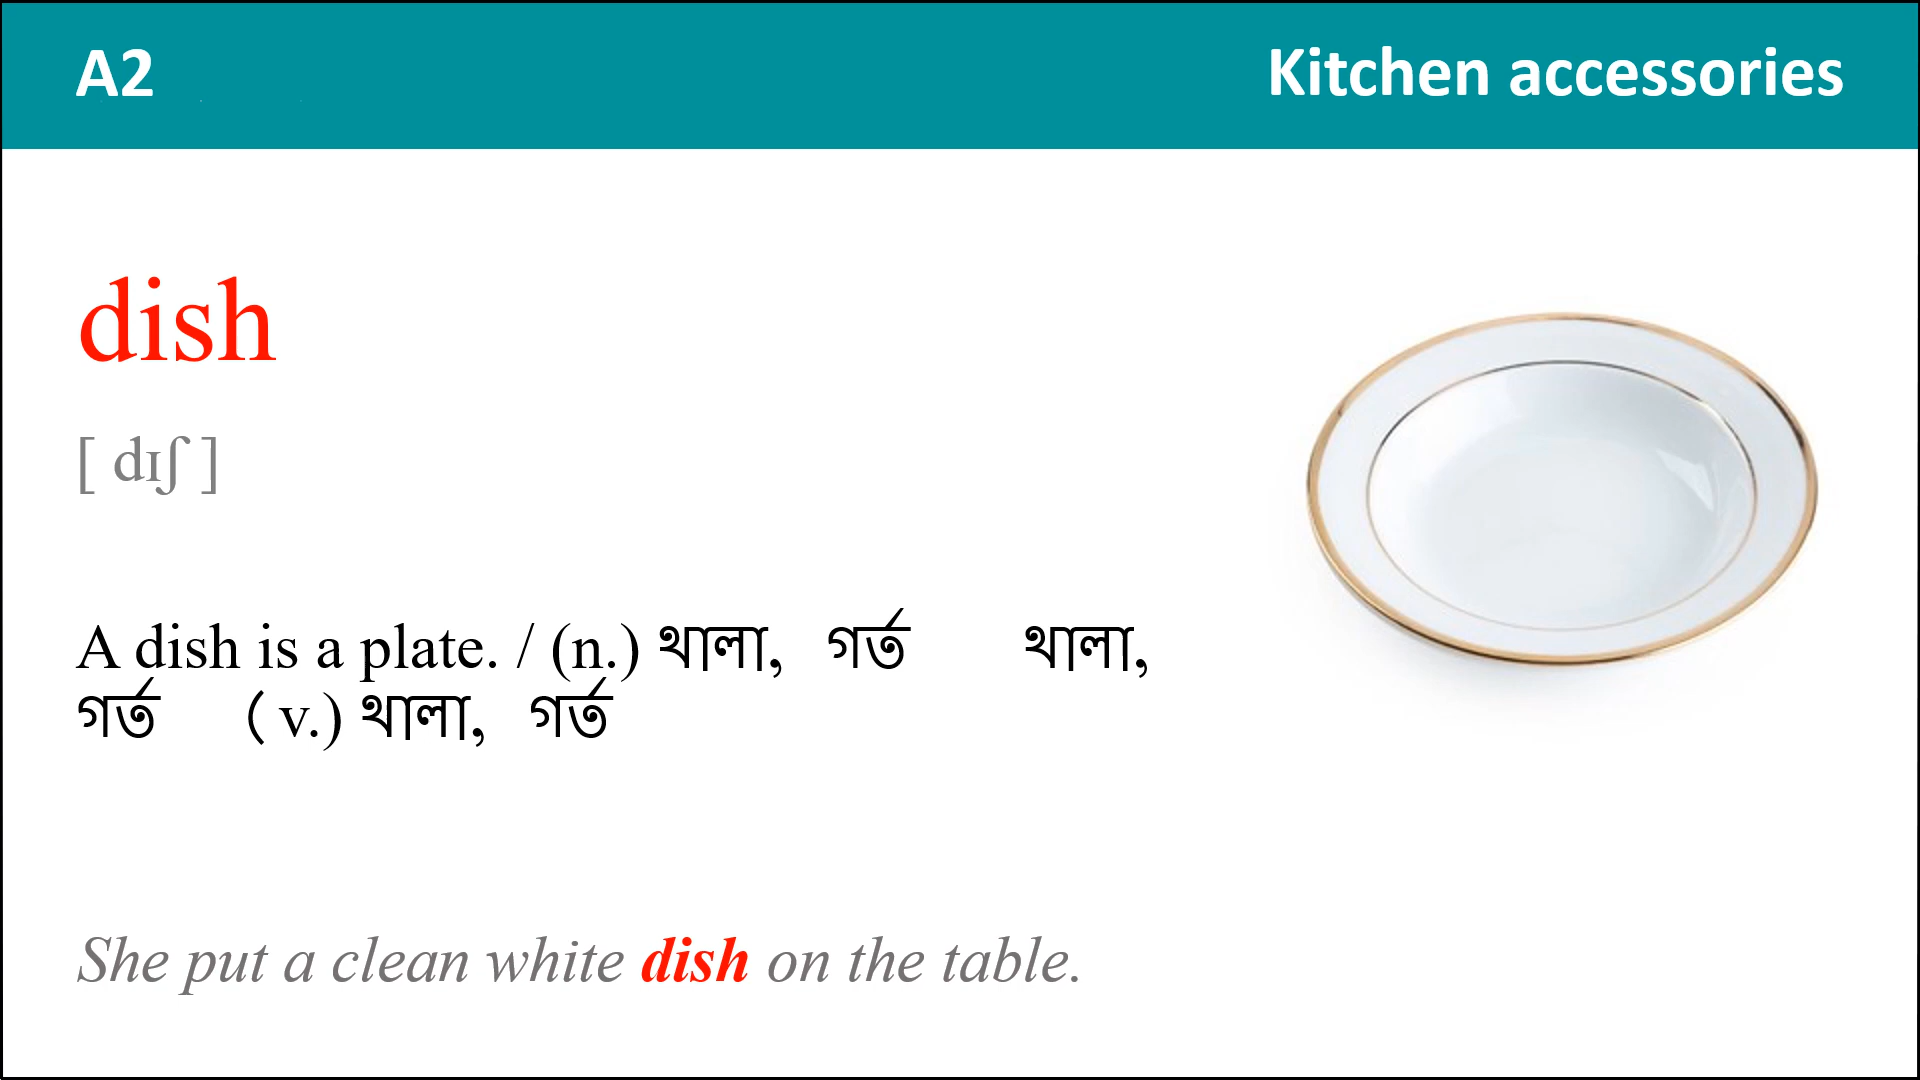 A2
Kitchen accessories
dish
[ dɪʃ ]
A dish is a plate. / (n.) থালা, গর্ত থালা,
গর্ত ( v.) থালা, গর্ত
She put a clean white dish on the table.